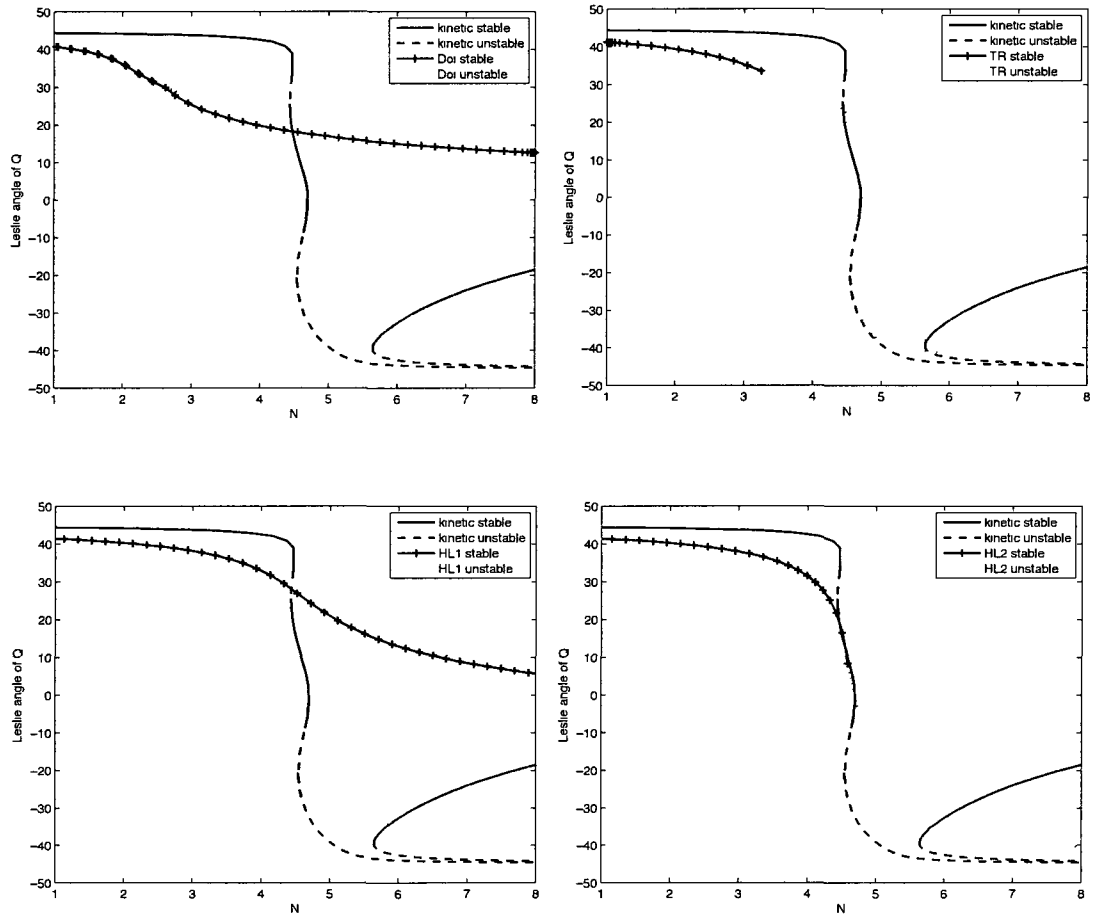 50
40
30
20
10
0
−10
−20
−30
−40
−50
Leslie angle of Q
1 2 3 4 5 6 7 8
N
kinetic stable
kinetic unstable
Doi stable
Doi unstable
50
40
30
20
10
0
−10
−20
−30
−40
−50
Leslie angle of Q
1 2 3 4 5 6 7 8
N
kinetic stable
kinetic unstable
TR stable
TR unstable
50
40
30
20
10
0
−10
−20
−30
−40
−50
Leslie angle of Q
1 2 3 4 5 6 7 8
N
kinetic stable
kinetic unstable
HL1 stable
HL1 unstable
50
40
30
20
10
0
−10
−20
−30
−40
−50
Leslie angle of Q
1 2 3 4 5 6 7 8
N
kinetic stable
kinetic unstable
HL2 stable
HL2 unstable